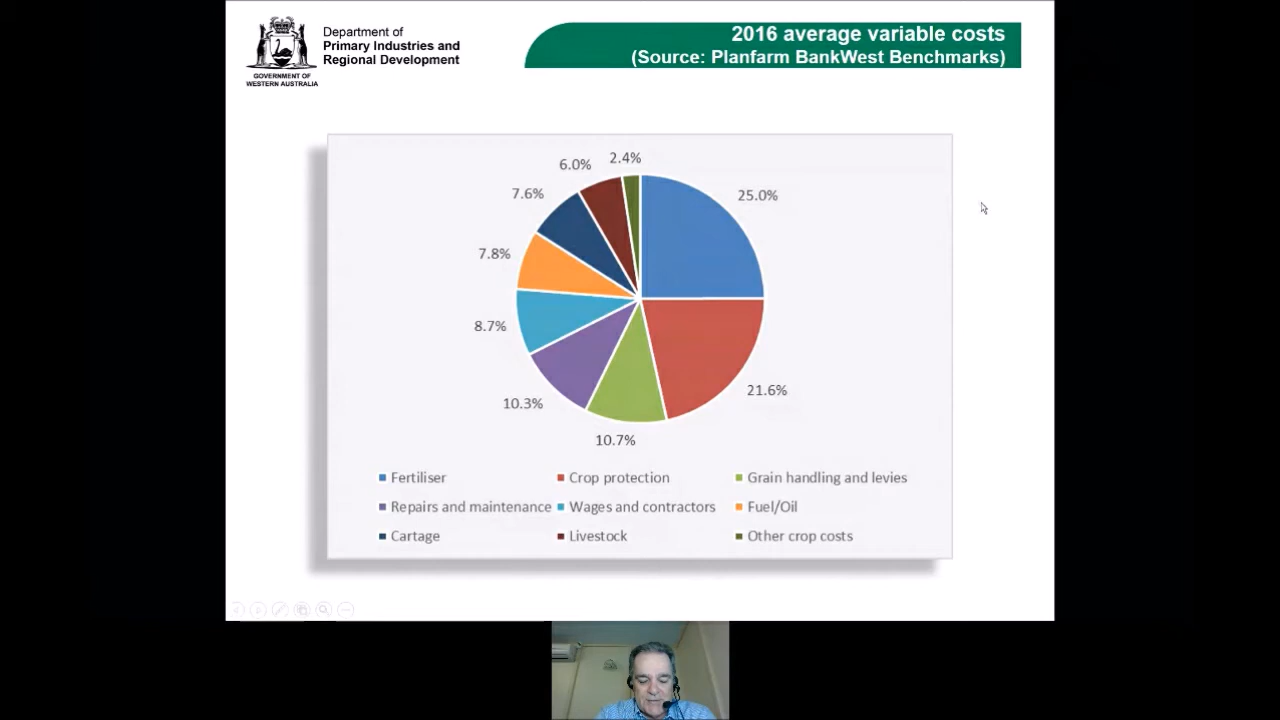 Department of
Primary Industries and
Regional Development
GOVERNMENT OF
WESTERN AUSTRALIA
2016 average variable costs
(Source: Planfarm BankWest Benchmarks)
2.4%
6.0%
7.6%
25.0%
7.8%
8.7%
21.6%
10.3%
10.7%
Fertiliser
Crop protection
Grain handling and levies
Repairs and maintenance
Wages and contractors
Fuel/Oil
Cartage
Livestock
Other crop costs